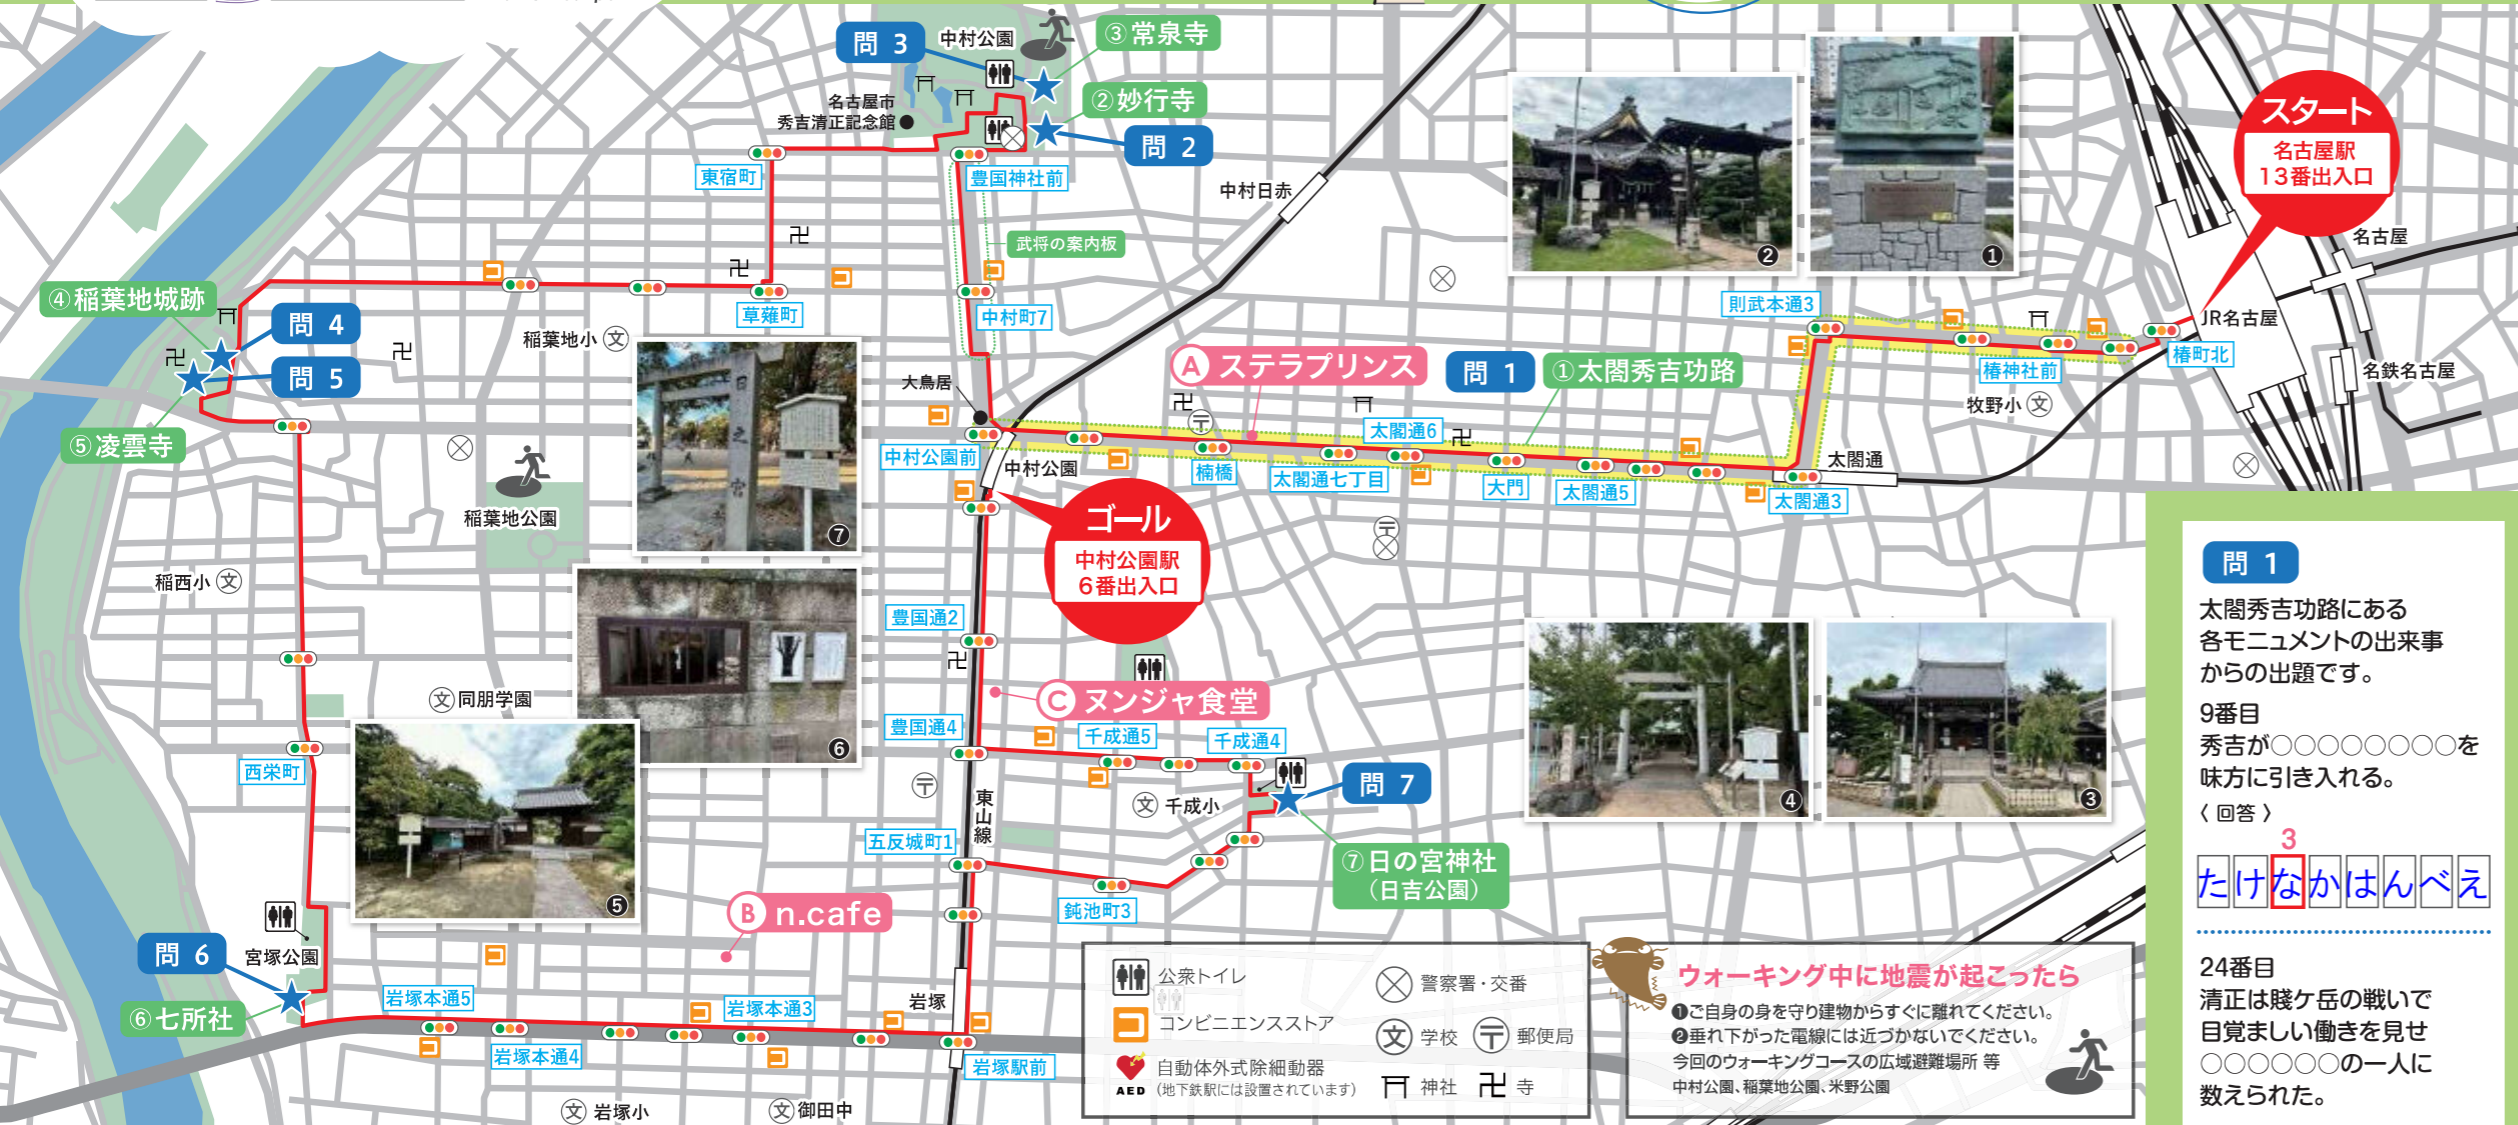 問 3
中村公園
③常泉寺
②妙行寺
問 2
名古屋市
秀吉清正記念館
東宿町
豊国神社前
武将の案内板
中村日赤
❷
❶
スタート
名古屋駅
13番出入口
名古屋
④稲葉地城跡
問 4
問 5
⑤凌雲寺
草薙町
稲葉地小
文
中村町7
則武本通3
JR名古屋
椿町北
椿神社前
名鉄名古屋
牧野小
文
大鳥居
Ⓐ ステラプリンス
問 1
①太閤秀吉功路
中村公園前
中村公園
楠橋
太閤通6
太閤通七丁目
大門
太閤通5
太閤通
太閤通3
稲葉地公園
❼
ゴール
中村公園駅
6番出入口
稲西小
文
豊国通2
❻
文
同朋学園
Ⓒ ヌンジャ食堂
豊国通4
千成通5
千成通4
西栄町
❺
東山線
文
千成小
問 7
❹
❸
五反城町1
⑦日の宮神社
(日吉公園)
鈍池町3
Ⓑ n.cafe
問 6
宮塚公園
⑥七所社
岩塚本通5
岩塚本通4
岩塚本通3
岩塚
岩塚駅前
文
岩塚小
文
御田中
公衆トイレ
警察署・交番
コンビニエンスストア
文
学校
郵便局
AED
自動体外式除細動器
(地下鉄駅には設置されています)
神社
寺
ウォーキング中に地震が起こったら
❶ご自身の身を守り建物からすぐに離れてください。
❷垂れ下がった電線には近づかないでください。
今回のウォーキングコースの広域避難場所 等
中村公園、稲葉地公園、米野公園
問 1
太閤秀吉功路にある
各モニュメントの出来事
からの出題です。
9番目
秀吉が○○○○○○○○を
味方に引き入れる。
〈 回答 〉
3
たけなかはんべえ
24番目
清正は賤ケ岳の戦いで
目覚ましい働きを見せ
○○○○○○の一人に
数えられた。